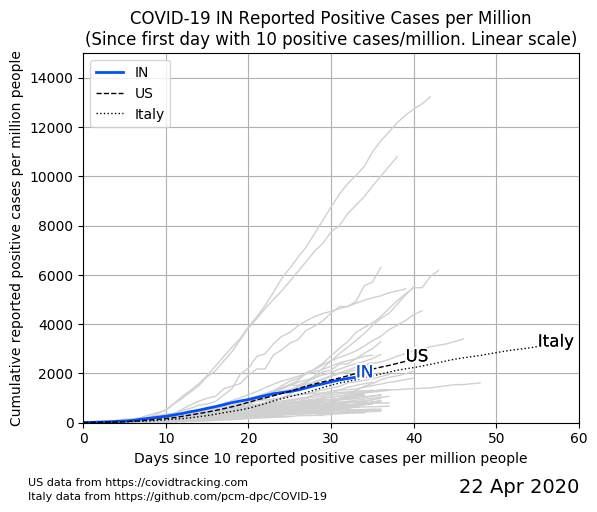 COVID-19 IN Reported Positive Cases per Million
(Since first day with 10 positive cases/million. Linear scale)
Cumulative reported positive cases per million people
14000
12000
10000
8000
6000
4000
2000
0
IN
US
Italy
IN
US
Italy
0 10 20 30 40 50 60
Days since 10 reported positive cases per million people
US data from https://covidtracking.com
Italy data from https://github.com/pcm-dpc/COVID-19
22 Apr 2020